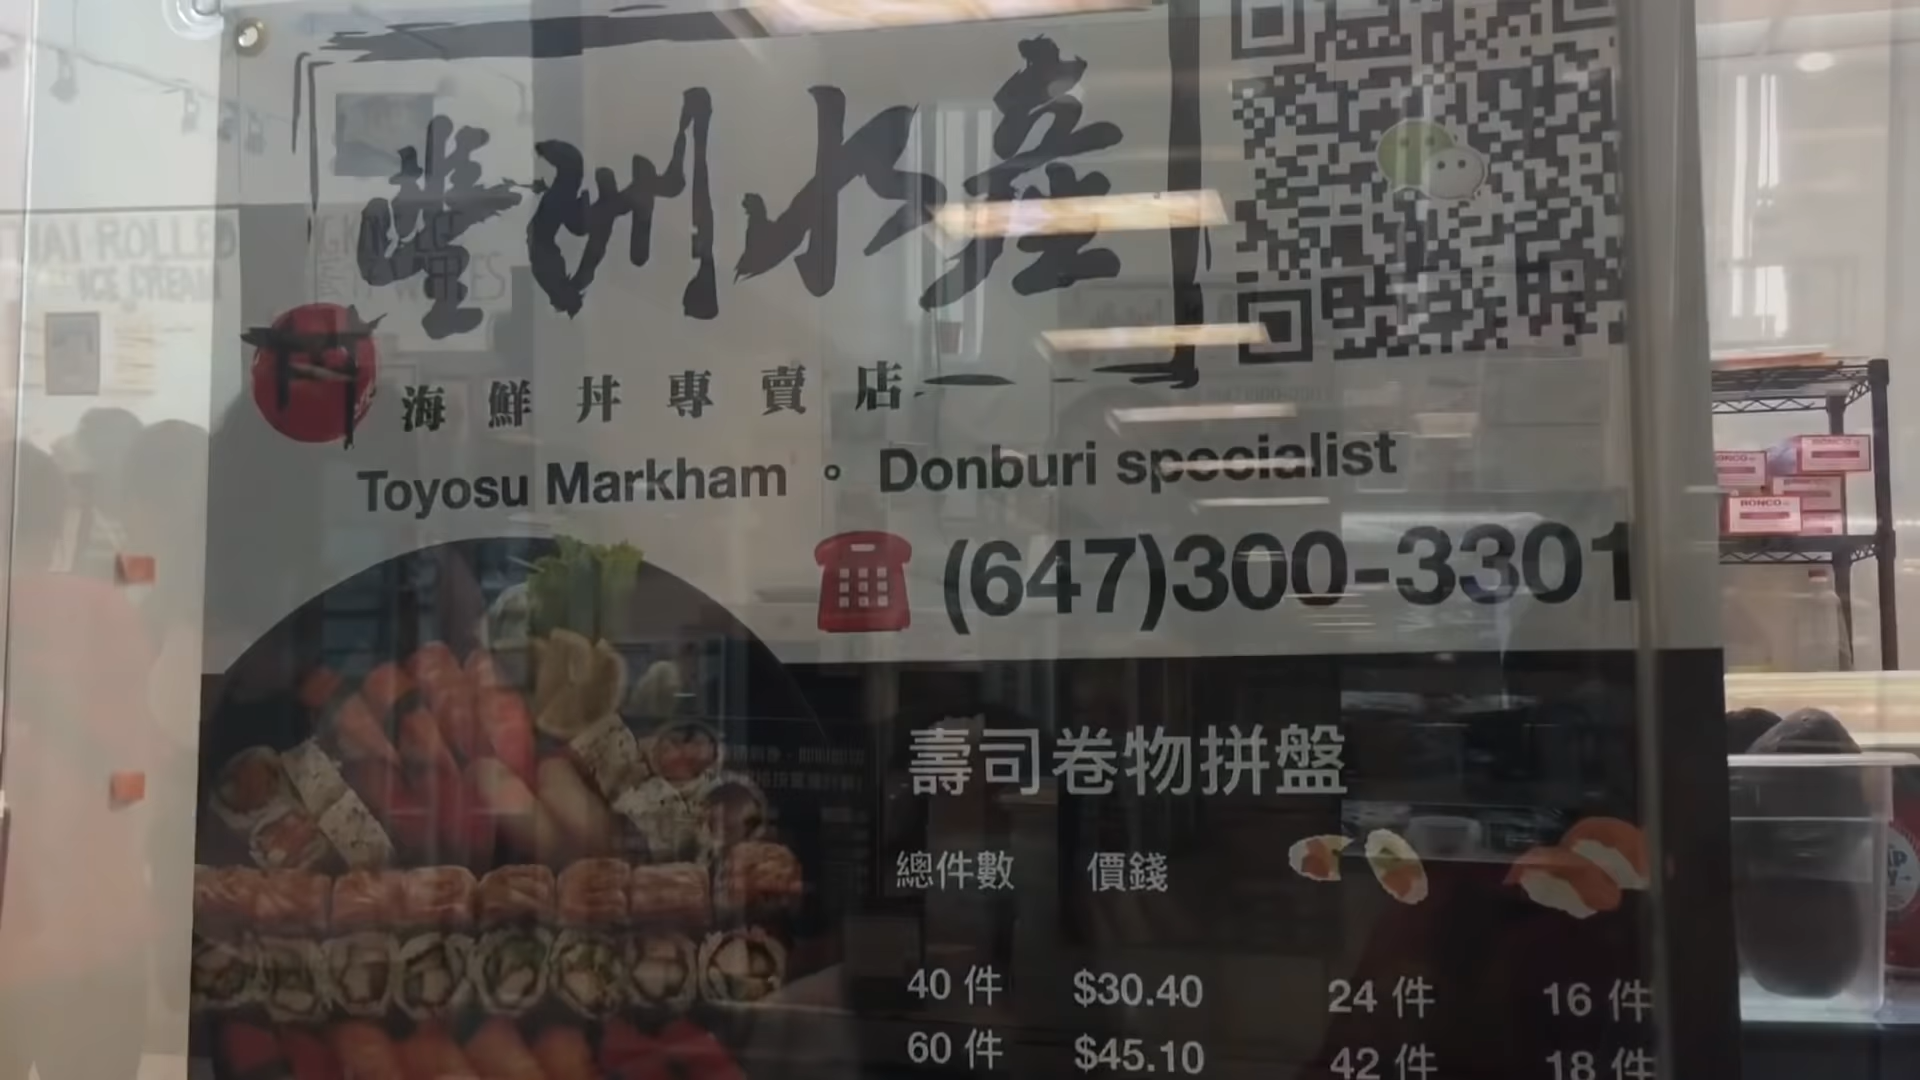 豐洲水產
海鮮丼專賣店
Toyosu Markham。Donburi specialist
(647)300-3301
壽司卷物拼盤
總件數 價錢
40 件 $30.40 24 件 16 件
60 件 $45.10 42 件 18 件
THAI ROLLED
ICE CREAM
BONCO
BONCO